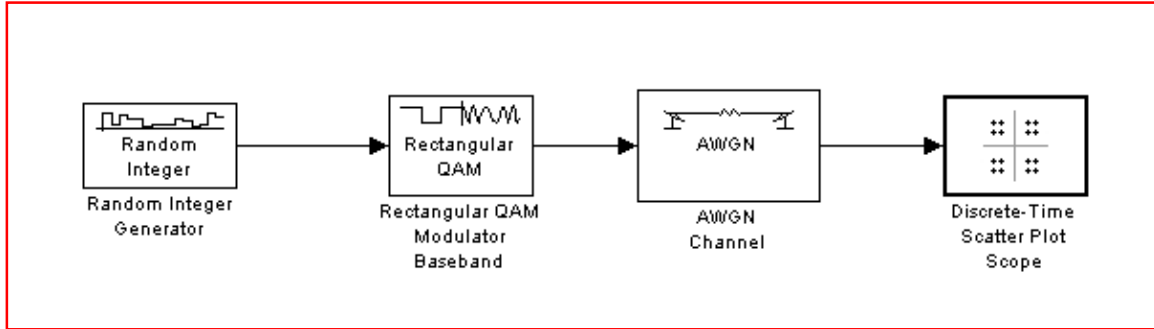 Random
Integer
Random Integer
Generator
Rectangular
QAM
Rectangular QAM
Modulator
Baseband
AWGN
AWGN
Channel
Discrete-Time
Scatter Plot
Scope